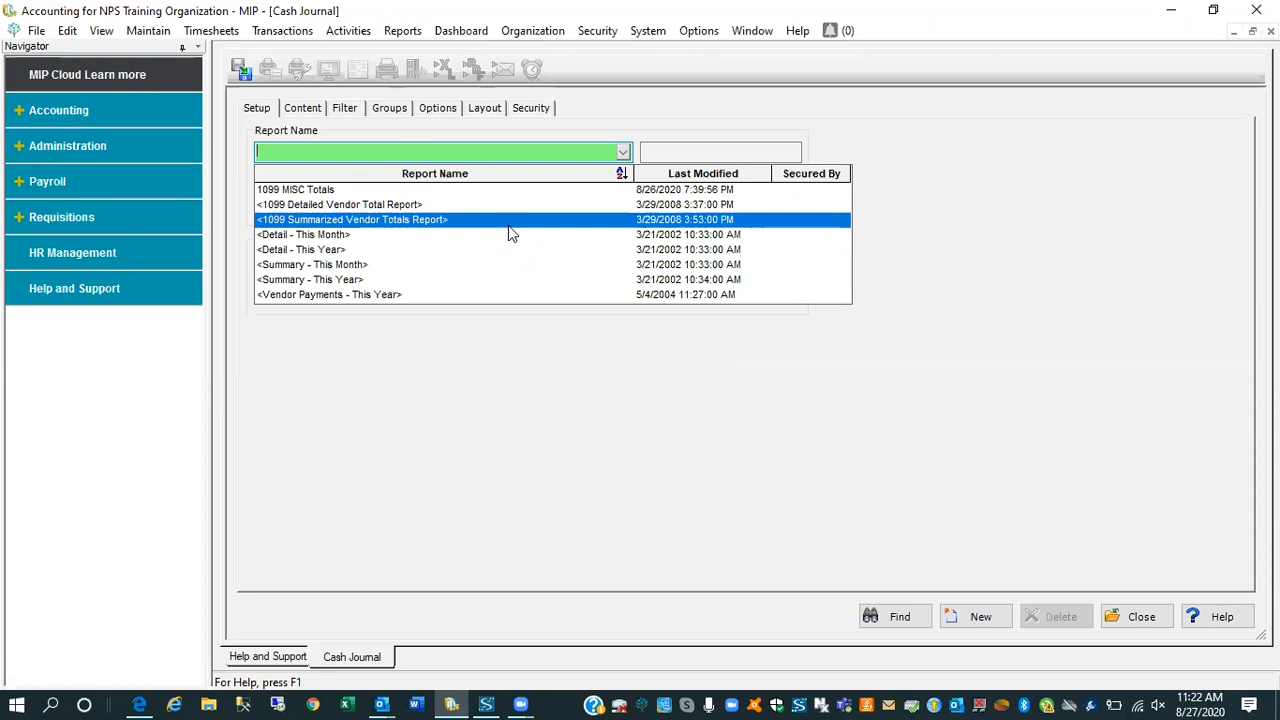 Accounting for NPS Training Organization - MIP - [Cash Journal]
File Edit View Maintain Timesheets Transactions Activities Reports Dashboard Organization Security System Options Window Help (0)
Navigator
MIP Cloud Learn more
Accounting
Administration
Payroll
Requisitions
HR Management
Help and Support
Setup Content Filter Groups Options Layout Security
Report Name
Report Name Last Modified Secured By
1099 MISC Totals 8/26/2020 7:39:56 PM
<1099 Detailed Vendor Total Report> 3/29/2008 3:37:00 PM
<1099 Summarized Vendor Totals Report> 3/29/2008 3:53:00 PM
<Detail - This Month> 3/21/2002 10:33:00 AM
<Detail - This Year> 3/21/2002 10:33:00 AM
<Summary - This Month> 3/21/2002 10:33:00 AM
<Summary - This Year> 3/21/2002 10:34:00 AM
<Vendor Payments - This Year> 5/4/2004 11:27:00 AM
Find New Delete Close Help
Help and Support Cash Journal
For Help, press F1
11:22 AM
8/27/2020